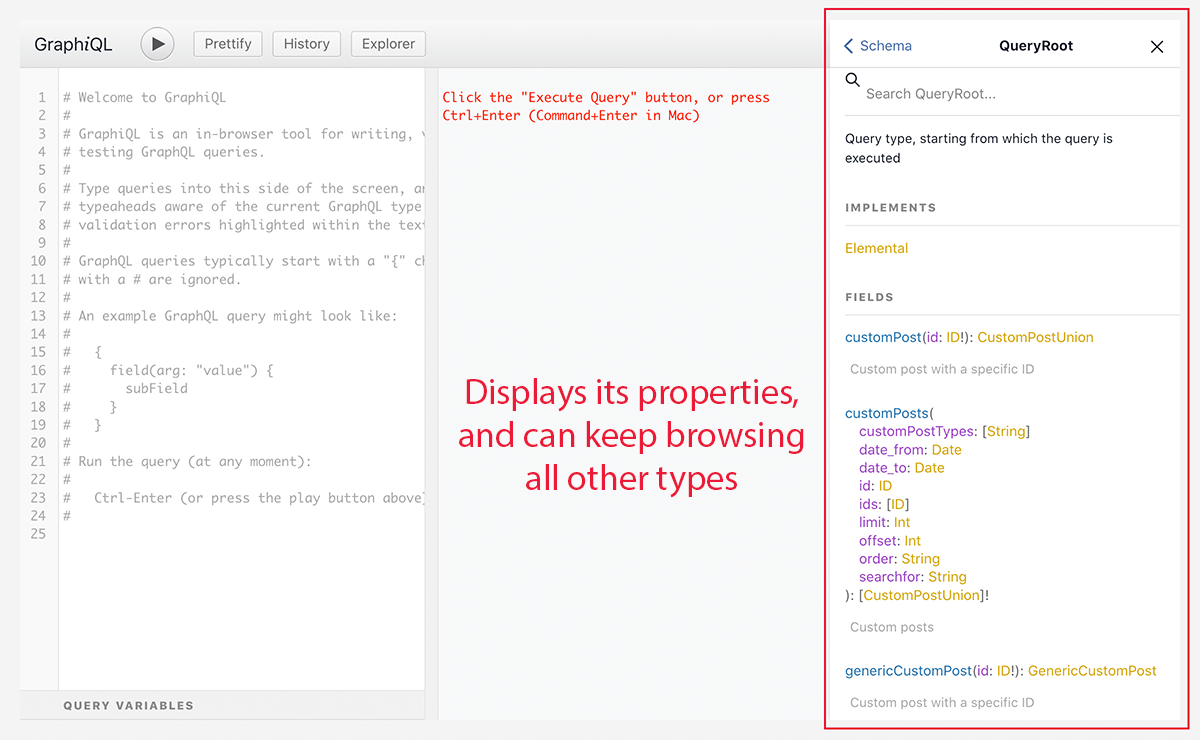 GraphiQL
Prettify
History
Explorer
1 # Welcome to GraphiQL
2 #
3 # GraphiQL is an in-browser tool for writing,
4 # testing GraphQL queries.
5 #
6 # Type queries into this side of the screen,
7 # typeaheads aware of the current GraphQL type
8 # validation errors highlighted within the
9 #
10 # GraphQL queries typically start with a "{"
11 # with a # are ignored.
12 #
13 # An example GraphQL query might look like:
14 #
15 #   {
16 #     field(arg: "value") {
17 #       subField
18 #     }
19 #   }
20 #
21 # Run the query (at any moment):
22 #
23 #   Ctrl-Enter (or press the play button above)
24 #
25
QUERY VARIABLES
Click the "Execute Query" button, or press
Ctrl+Enter (Command+Enter in Mac)
Displays its properties,
and can keep browsing
all other types
Schema
QueryRoot
Search QueryRoot...
Query type, starting from which the query is
executed
IMPLEMENTS
Elemental
FIELDS
customPost(id: ID!): CustomPostUnion
Custom post with a specific ID
customPosts(
customPostTypes: [String]
date_from: Date
date_to: Date
id: ID
ids: [ID]
limit: Int
offset: Int
order: String
searchfor: String
): [CustomPostUnion]!
Custom posts
genericCustomPost(id: ID!): GenericCustomPost
Custom post with a specific ID